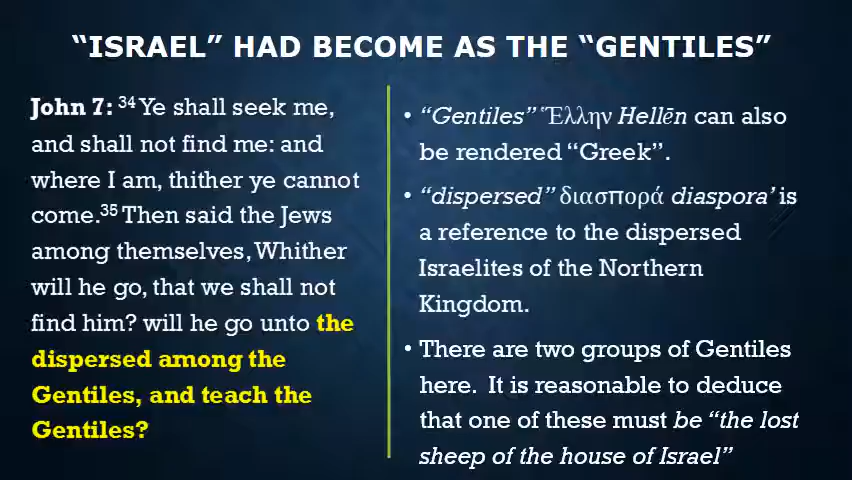 “ISRAEL” HAD BECOME AS THE “GENTILES”
John 7: 34 Ye shall seek me,
and shall not find me: and
where I am, thither ye cannot
come.35 Then said the Jews
among themselves, Whither
will he go, that we shall not
find him? will he go unto the
dispersed among the
Gentiles, and teach the
Gentiles?
• “Gentiles” Ἕλλην Hellēn can also
be rendered “Greek”.
• “dispersed” διασπορά diaspora’ is
a reference to the dispersed
Israelites of the Northern
Kingdom.
• There are two groups of Gentiles
here. It is reasonable to deduce
that one of these must be “the lost
sheep of the house of Israel”